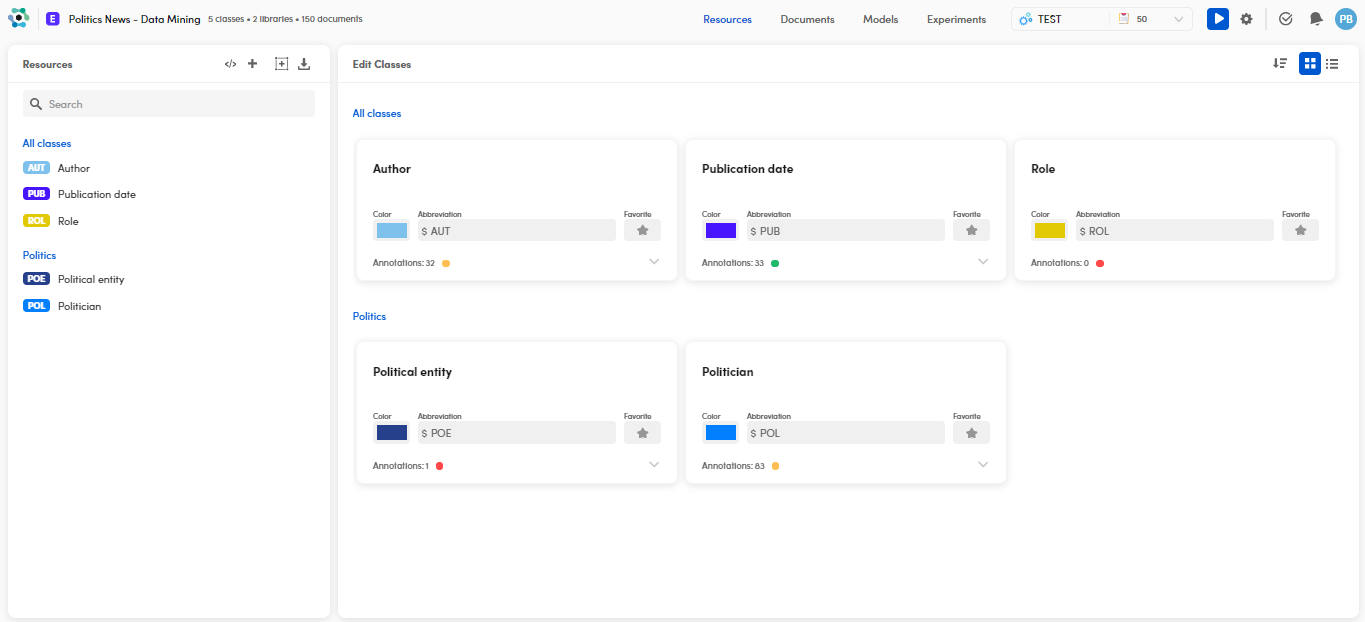 E Politics News - Data Mining 5 classes • 2 libraries • 150 documents Resources Documents Models Experiments TEST 50 PB
Resources </>
Search
All classes
AUT Author
PUB Publication date
ROL Role
Politics
POE Political entity
POL Politician
Edit Classes
All classes
Author
Color Abbreviation Favorite
$ AUT
Annotations: 32
Publication date
Color Abbreviation Favorite
$ PUB
Annotations: 33
Role
Color Abbreviation Favorite
$ ROL
Annotations: 0
Politics
Political entity
Color Abbreviation Favorite
$ POE
Annotations: 1
Politician
Color Abbreviation Favorite
$ POL
Annotations: 83